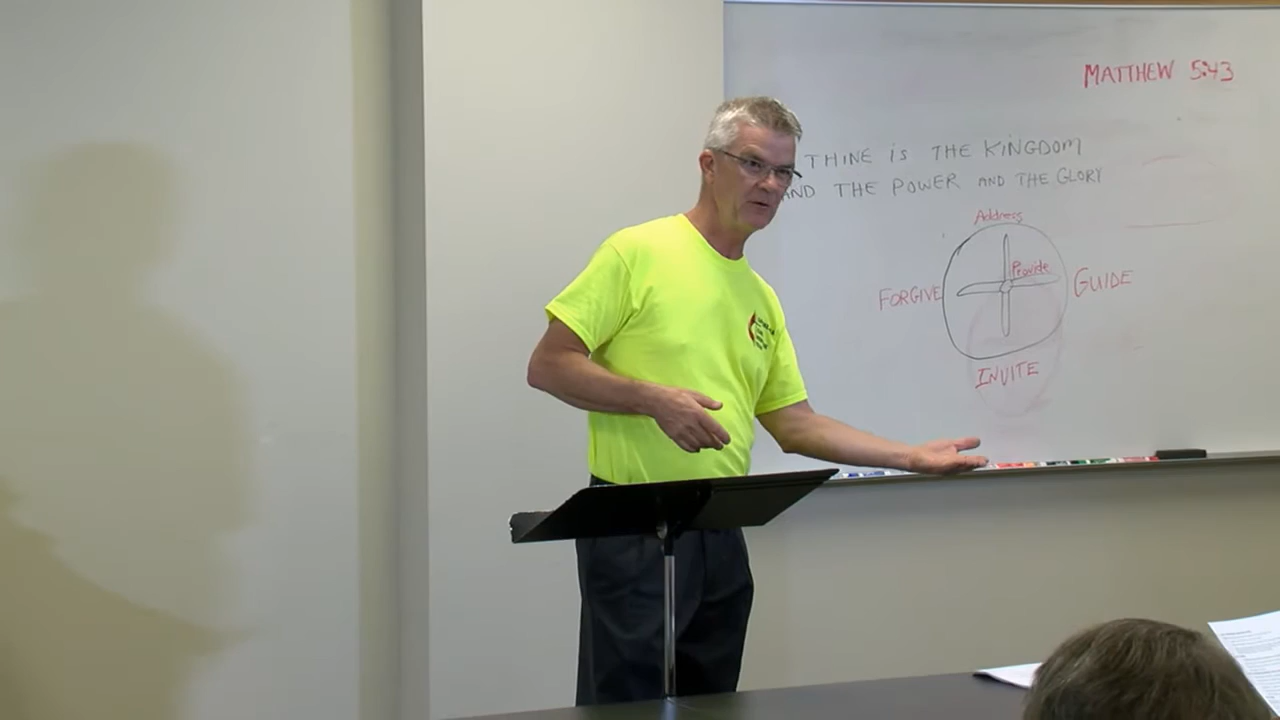 MATTHEW 5:43
THINE iS THE KiNGDOM
AND THE POWER AND THE GLORY
Address
Provide
FORGIVE
GUIDE
INVITE